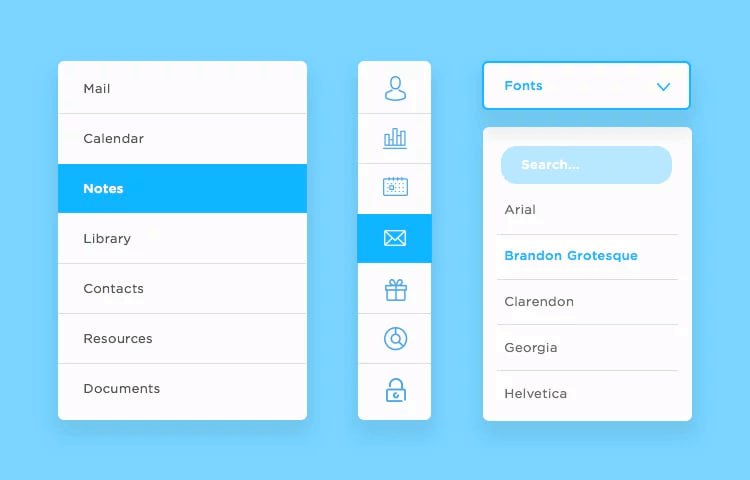 Mail
Calendar
Notes
Library
Contacts
Resources
Documents
Fonts
Search...
Arial
Brandon Grotesque
Clarendon
Georgia
Helvetica